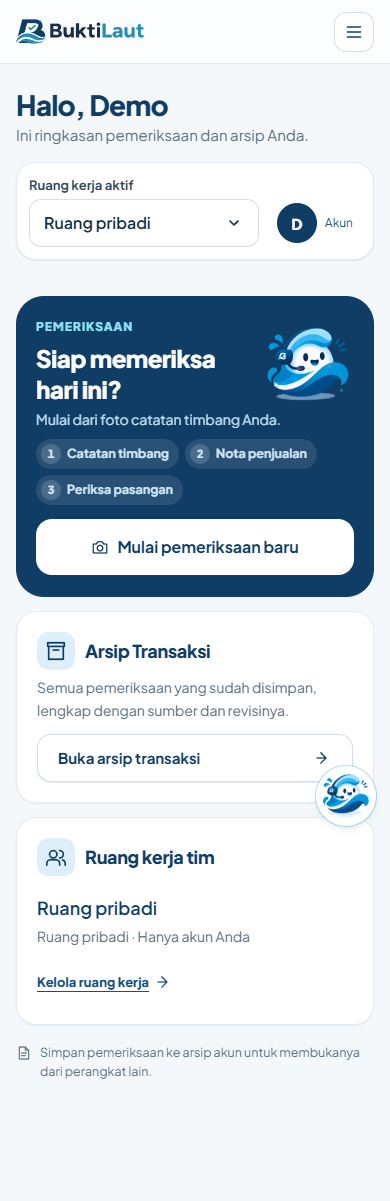 BuktiLaut
Halo, Demo
Ini ringkasan pemeriksaan dan arsip Anda.
Ruang kerja aktif
Ruang pribadi
D
Akun
PEMERIKSAAN
Siap memeriksa
hari ini?
Mulai dari foto catatan timbang Anda.
1 Catatan timbang
2 Nota penjualan
3 Periksa pasangan
Mulai pemeriksaan baru
Arsip Transaksi
Semua pemeriksaan yang sudah disimpan,
lengkap dengan sumber dan revisinya.
Buka arsip transaksi
Ruang kerja tim
Ruang pribadi
Ruang pribadi · Hanya akun Anda
Kelola ruang kerja
Simpan pemeriksaan ke arsip akun untuk membukanya
dari perangkat lain.